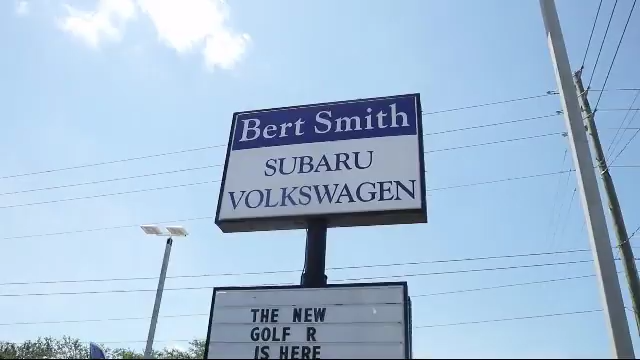 Bert Smith
SUBARU
VOLKSWAGEN
THE NEW
GOLF R
IS HERE